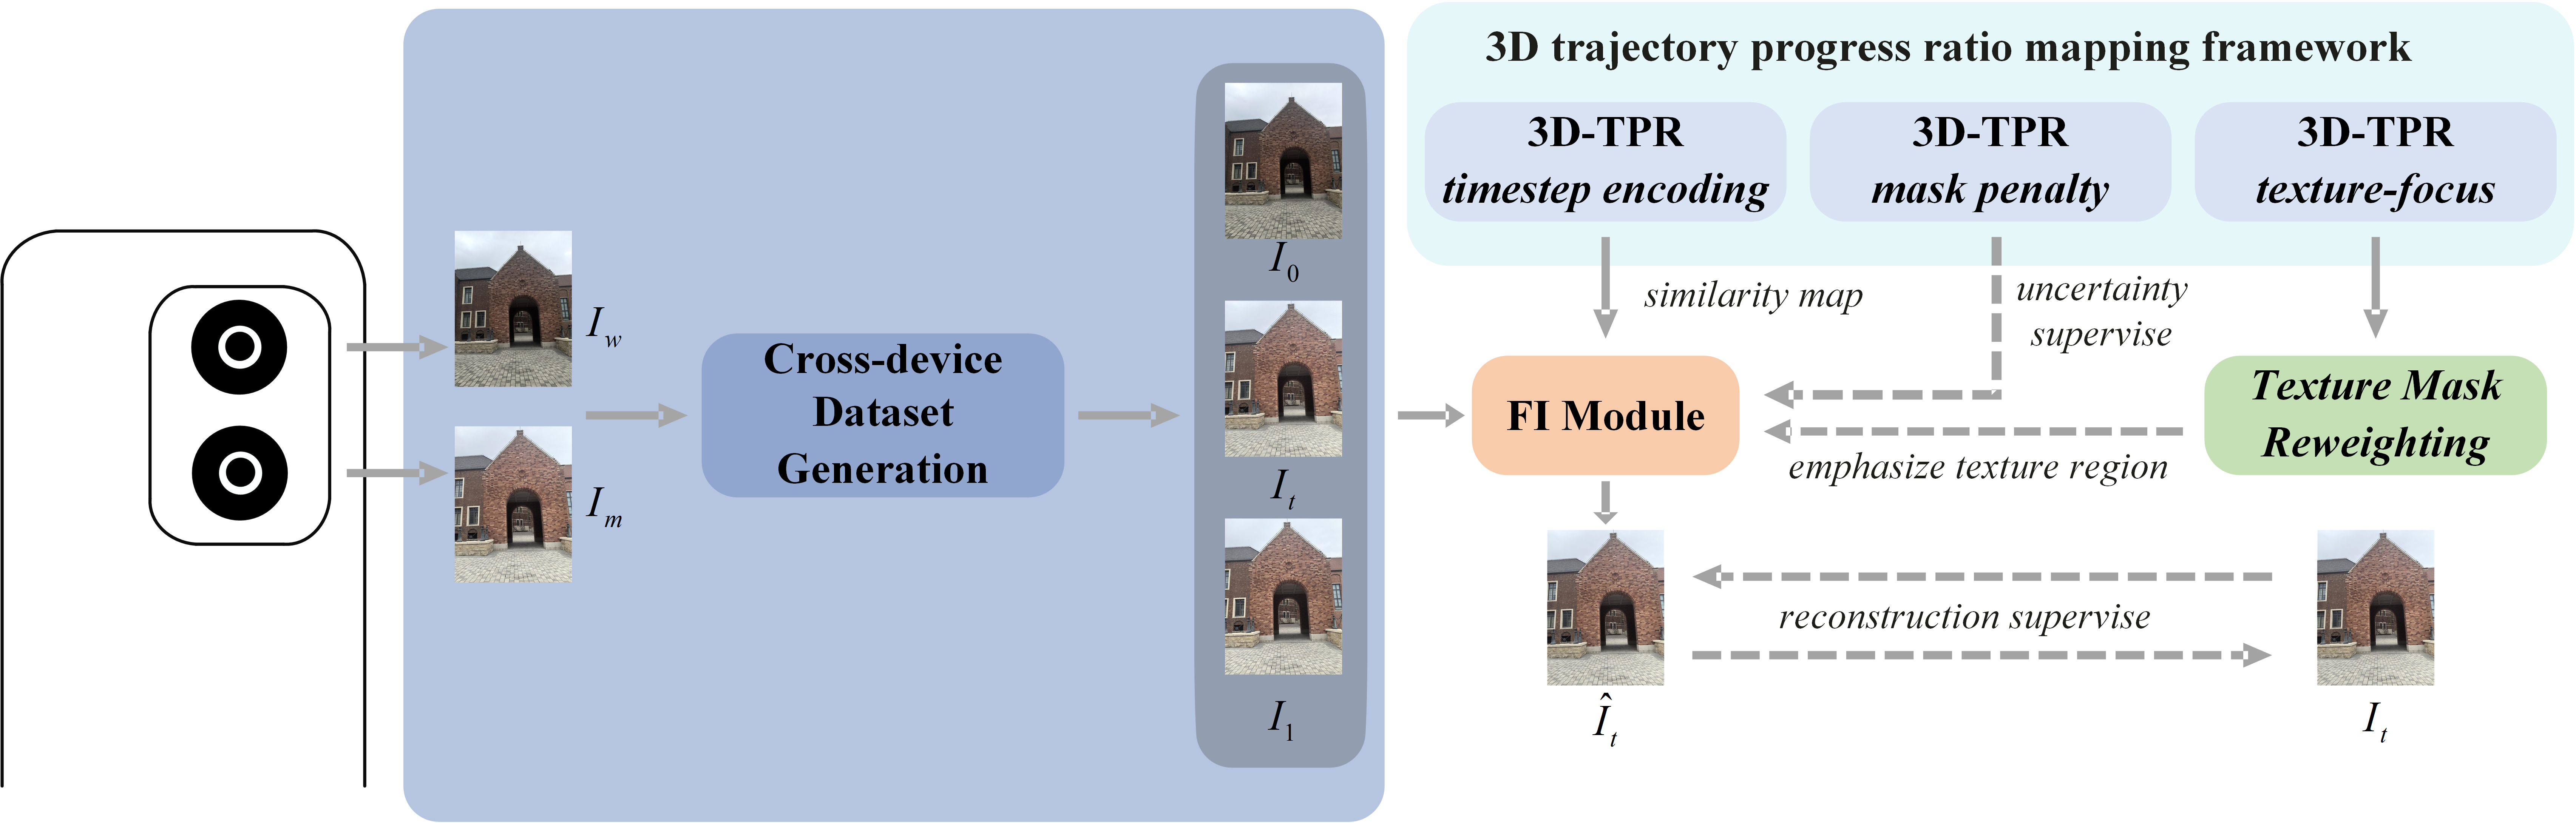 I_w
I_m
Cross-device
Dataset
Generation
I_0
I_t
I_1
3D trajectory progress ratio mapping framework
3D-TPR
timestep encoding
3D-TPR
mask penalty
3D-TPR
texture-focus
similarity map
uncertainty
supervise
FI Module
Texture Mask
Reweighting
emphasize texture region
reconstruction supervise
Î_t
I_t